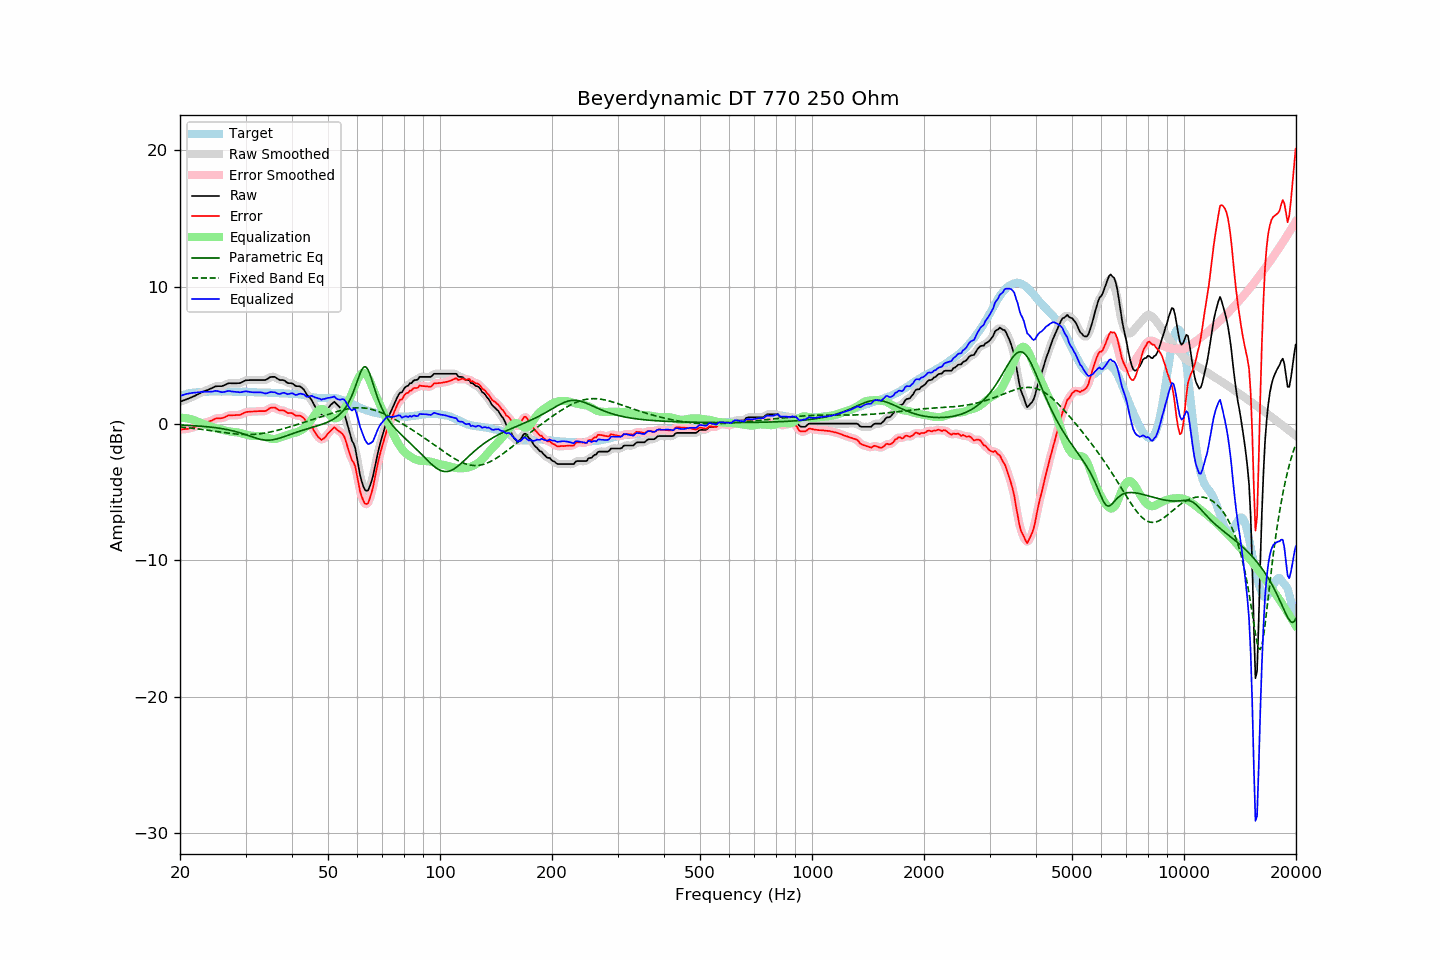 Beyerdynamic DT 770 250 Ohm
Target
Raw Smoothed
Error Smoothed
Raw
Error
Equalization
Parametric Eq
Fixed Band Eq
Equalized
20
10
0
−10
−20
−30
Amplitude (dBr)
20 50 100 200 500 1000 2000 5000 10000 20000
Frequency (Hz)